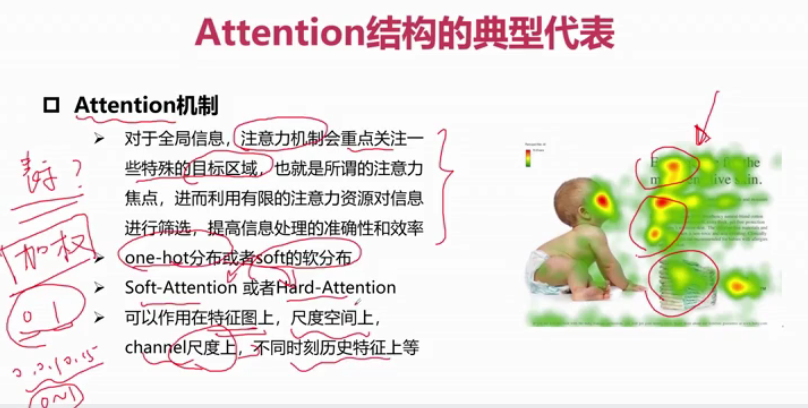 Attention结构的典型代表
Attention机制
对于全局信息，注意力机制会重点关注一
些特殊的目标区域，也就是所谓的注意力
焦点，进而利用有限的注意力资源对信息
进行筛选，提高信息处理的准确性和效率
one-hot分布或者soft的软分布
Soft-Attention 或者Hard-Attention
可以作用在特征图上，尺度空间上，
channel尺度上，不同时刻历史特征上等
?
加权
0 1
0~1
the
skin.